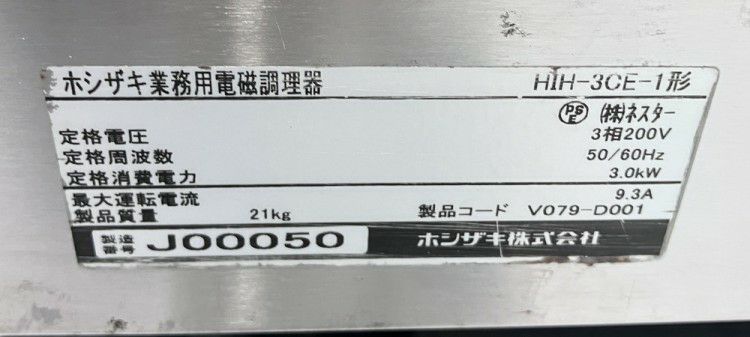 ホシザキ業務用電磁調理器 HIH-3CE-1形
PSE (株)ネスター
定格電圧 3相200V
定格周波数 50/60Hz
定格消費電力 3.0kW
最大運転電流 9.3A
製品質量 21kg 製品コード V079-D001
製造番号 J00050 ホシザキ株式会社